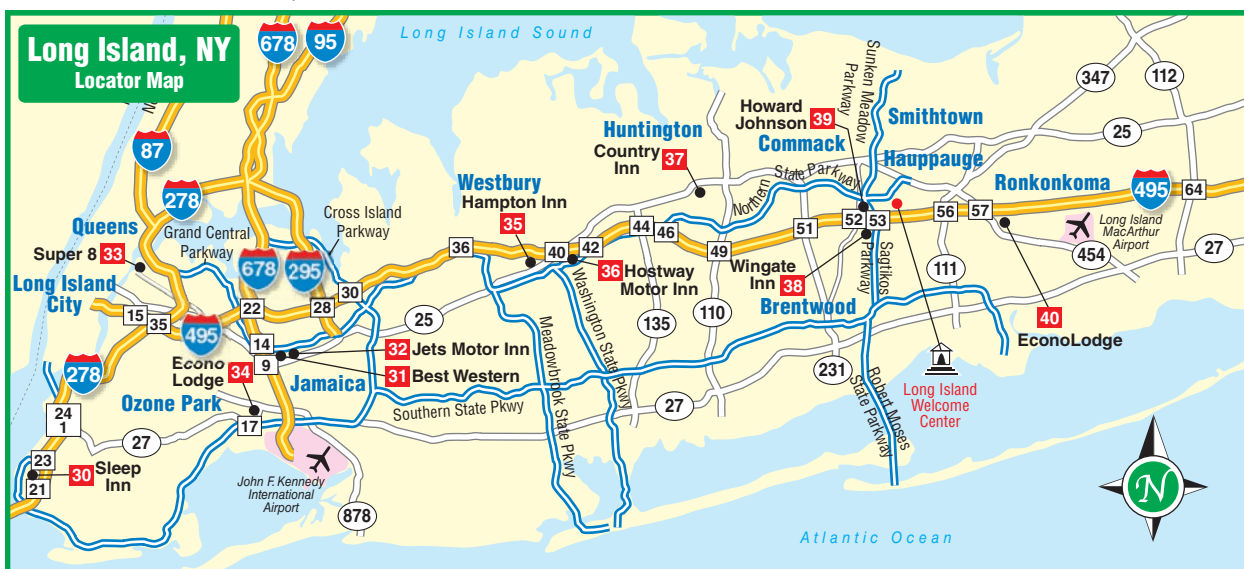 Long Island, NY
Locator Map
678
95
Long Island Sound
87
278
Queens
Super 8 33
Grand Central
Parkway
Cross Island
Parkway
Long Island
City
678
295
15
35
495
22
28
30
14
9
278
Econo
Lodge 34
Ozone Park
Jamaica
32 Jets Motor Inn
31 Best Western
25
36
Westbury
Hampton Inn
35
40
42
36 Hostway
Motor Inn
Huntington
Country
Inn
37
44
46
49
Northern
State Parkway
Howard
Johnson 39
Commack
Sunken Meadow
Parkway
Smithtown
Hauppauge
347
112
25
Ronkonkoma
495
64
51
52
53
56
57
Long Island
MacArthur
Airport
454
27
111
Wingate
Inn
38
Sagtikos
Parkway
Brentwood
40
EconoLodge
135
110
231
Washington State Pkwy
Meadowbrook State Pkwy
Southern State Pkwy
27
Robert Moses
State Parkway
Long Island
Welcome
Center
24
1
27
17
23
21
30 Sleep
Inn
John F. Kennedy
International
Airport
878
Atlantic Ocean
N